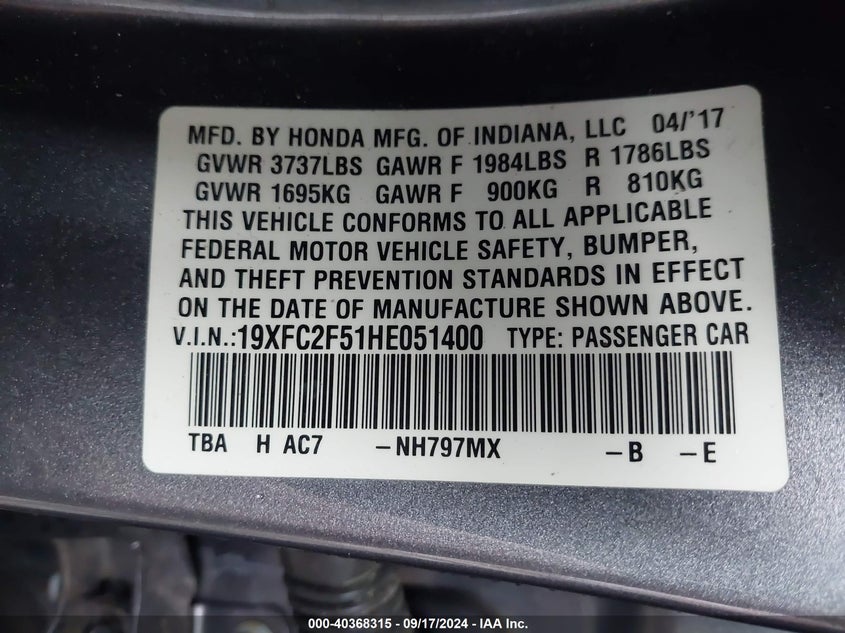 MFD. BY HONDA MFG. OF INDIANA, LLC 04/'17
GVWR 3737LBS GAWR F 1984LBS R 1786LBS
GVWR 1695KG GAWR F 900KG R 810KG
THIS VEHICLE CONFORMS TO ALL APPLICABLE
FEDERAL MOTOR VEHICLE SAFETY, BUMPER,
AND THEFT PREVENTION STANDARDS IN EFFECT
ON THE DATE OF MANUFACTURE SHOWN ABOVE.
V.I.N.:19XFC2F51HE051400 TYPE: PASSENGER CAR
TBA H AC7 –NH797MX –B –E
000-40368315 - 09/17/2024 - IAA Inc.